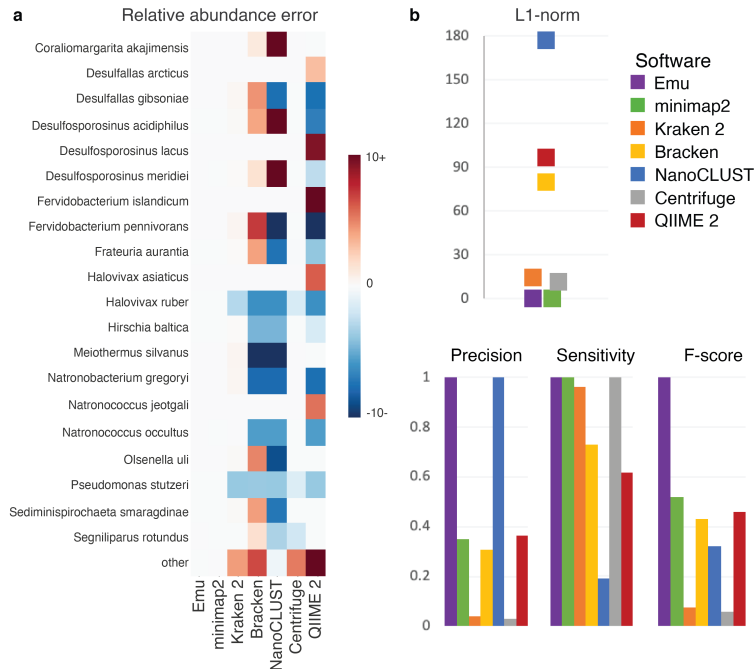 a
Relative abundance error
Coraliomargarita akajimensis
Desulfallas arcticus
Desulfallas gibsoniae
Desulfosporosinus acidiphilus
Desulfosporosinus lacus
Desulfosporosinus meridiei
Fervidobacterium islandicum
Fervidobacterium pennivorans
Frateuria aurantia
Halovivax asiaticus
Halovivax ruber
Hirschia baltica
Meiothermus silvanus
Natronobacterium gregoryi
Natronococcus jeotgali
Natronococcus occultus
Olsenella uli
Pseudomonas stutzeri
Sediminispirochaeta smaragdinae
Segniliparus rotundus
other
Emu
minimap2
Kraken 2
Bracken
NanoCLUST
Centrifuge
QIIME 2
10+
0
-10-
b
L1-norm
180
150
120
90
60
30
0
Software
Emu
minimap2
Kraken 2
Bracken
NanoCLUST
Centrifuge
QIIME 2
Precision
Sensitivity
F-score
1
0.8
0.6
0.4
0.2
0